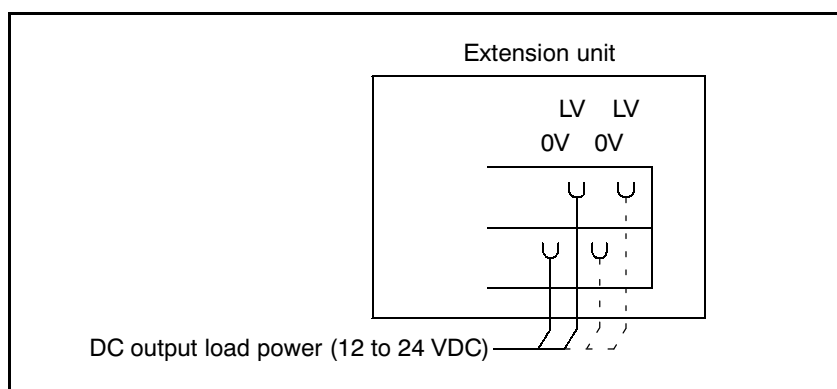 Extension unit
LV LV
0V 0V
DC output load power (12 to 24 VDC)